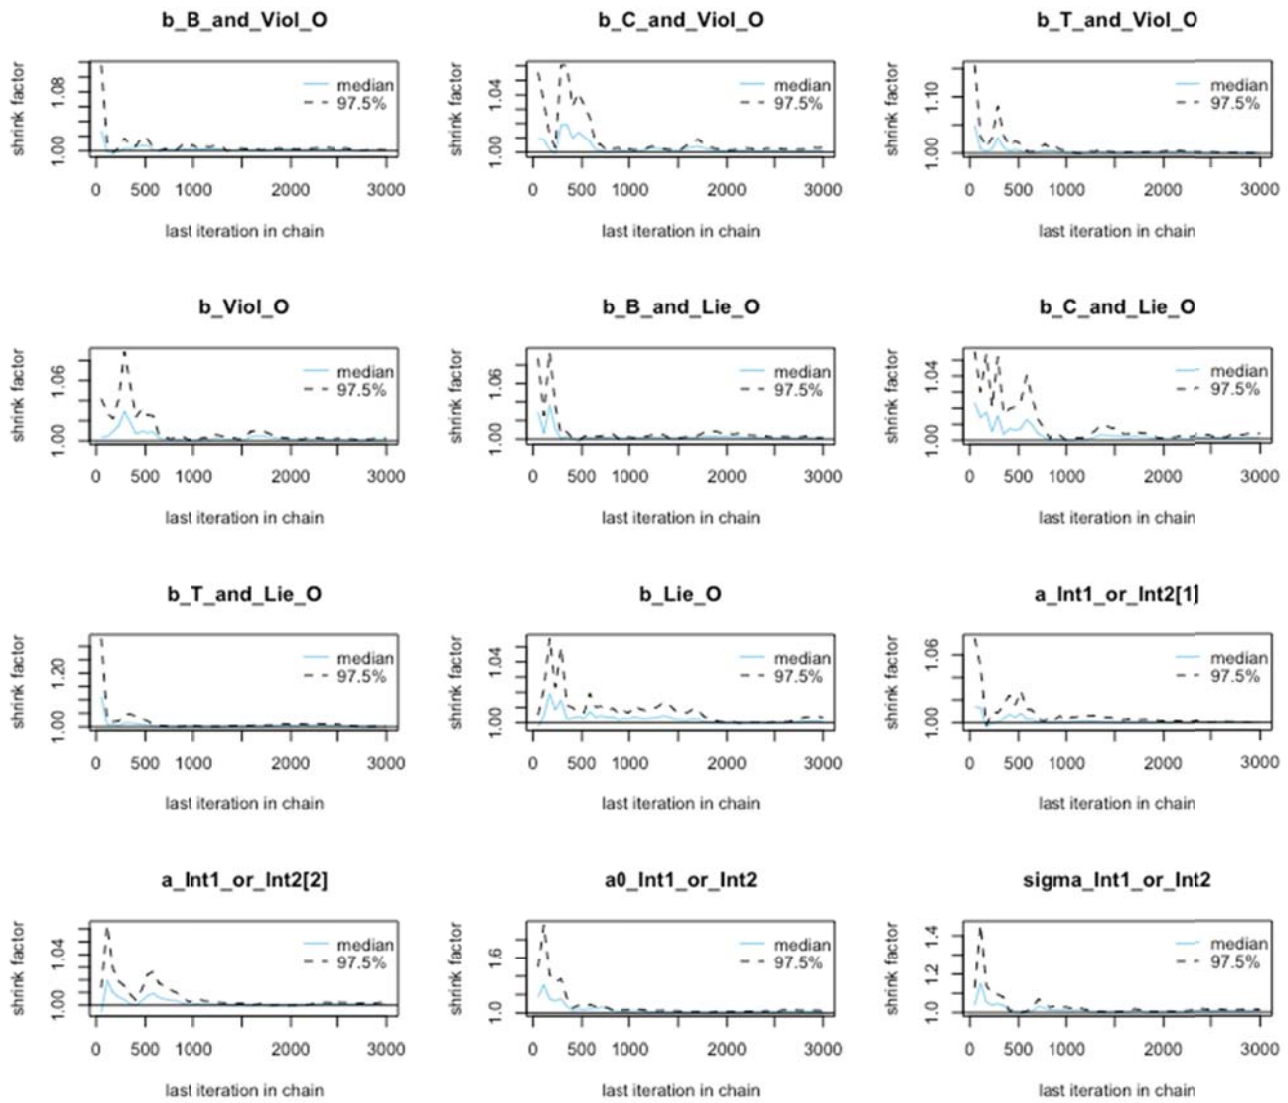 b_B_and_Viol_O
shrink factor
1.00 1.08
median
97.5%
0 500 1000 2000 3000
last iteration in chain
b_C_and_Viol_O
shrink factor
1.00 1.04
median
97.5%
0 500 1000 2000 3000
last iteration in chain
b_T_and_Viol_O
shrink factor
1.00 1.10
median
97.5%
0 500 1000 2000 3000
last iteration in chain
b_Viol_O
shrink factor
1.00 1.06
median
97.5%
0 500 1000 2000 3000
last iteration in chain
b_B_and_Lie_O
shrink factor
1.00 1.06
median
97.5%
0 500 1000 2000 3000
last iteration in chain
b_C_and_Lie_O
shrink factor
1.00 1.04
median
97.5%
0 500 1000 2000 3000
last iteration in chain
b_T_and_Lie_O
shrink factor
1.00 1.20
median
97.5%
0 500 1000 2000 3000
last iteration in chain
b_Lie_O
shrink factor
1.00 1.04
median
97.5%
0 500 1000 2000 3000
last iteration in chain
a_Int1_or_Int2[1]
shrink factor
1.00 1.06
median
97.5%
0 500 1000 2000 3000
last iteration in chain
a_Int1_or_Int2[2]
shrink factor
1.00 1.04
median
97.5%
0 500 1000 2000 3000
last iteration in chain
a0_Int1_or_Int2
shrink factor
1.0 1.6
median
97.5%
0 500 1000 2000 3000
last iteration in chain
sigma_Int1_or_Int2
shrink factor
1.0 1.2 1.4
median
97.5%
0 500 1000 2000 3000
last iteration in chain